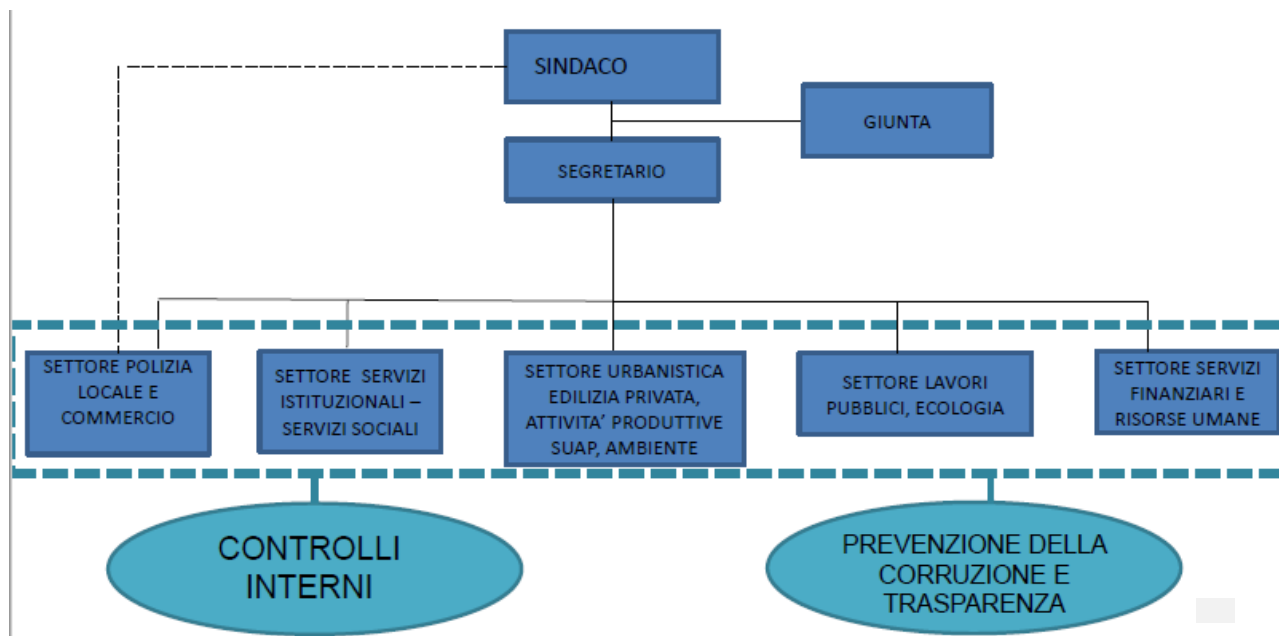 SINDACO
GIUNTA
SEGRETARIO
SETTORE POLIZIA
LOCALE E
COMMERCIO
SETTORE SERVIZI
ISTITUZIONALI –
SERVIZI SOCIALI
SETTORE URBANISTICA
EDILIZIA PRIVATA,
ATTIVITA’ PRODUTTIVE
SUAP, AMBIENTE
SETTORE LAVORI
PUBBLICI, ECOLOGIA
SETTORE SERVIZI
FINANZIARI E
RISORSE UMANE
CONTROLLI
INTERNI
PREVENZIONE DELLA
CORRUZIONE E
TRASPARENZA